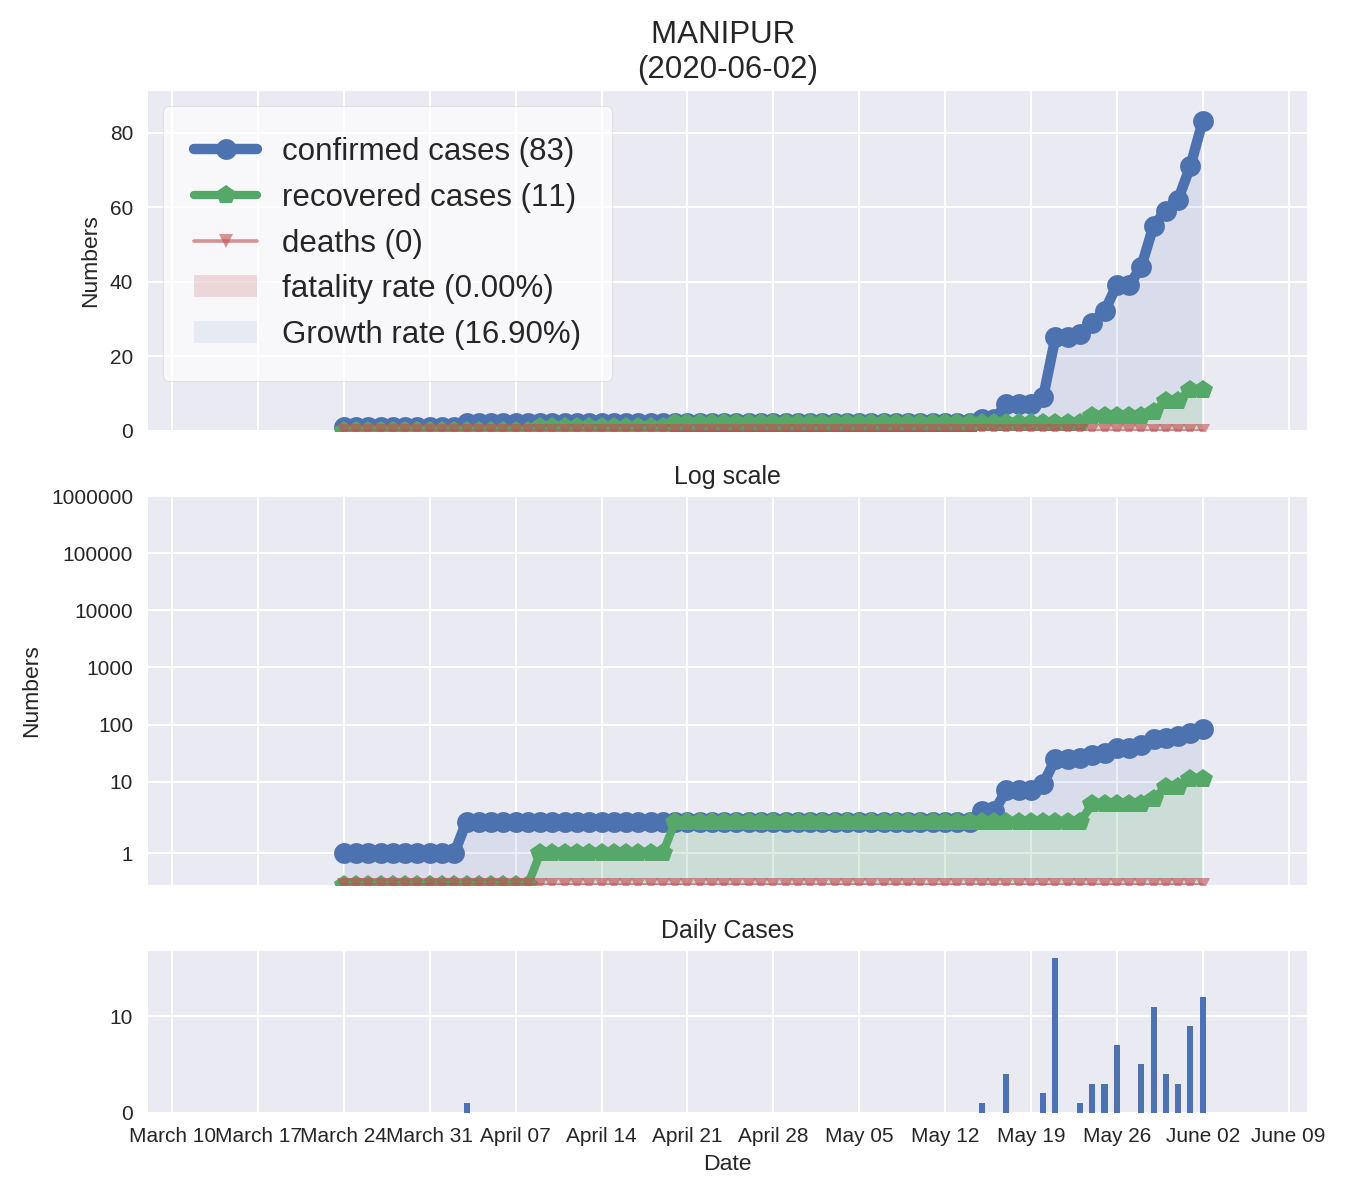 MANIPUR
(2020-06-02)
confirmed cases (83)
recovered cases (11)
deaths (0)
fatality rate (0.00%)
Growth rate (16.90%)
Numbers
80
60
40
20
0
Log scale
Numbers
1000000
100000
10000
1000
100
10
1
Daily Cases
10
0
March 10 March 17 March 24 March 31 April 07 April 14 April 21 April 28 May 05 May 12 May 19 May 26 June 02 June 09
Date